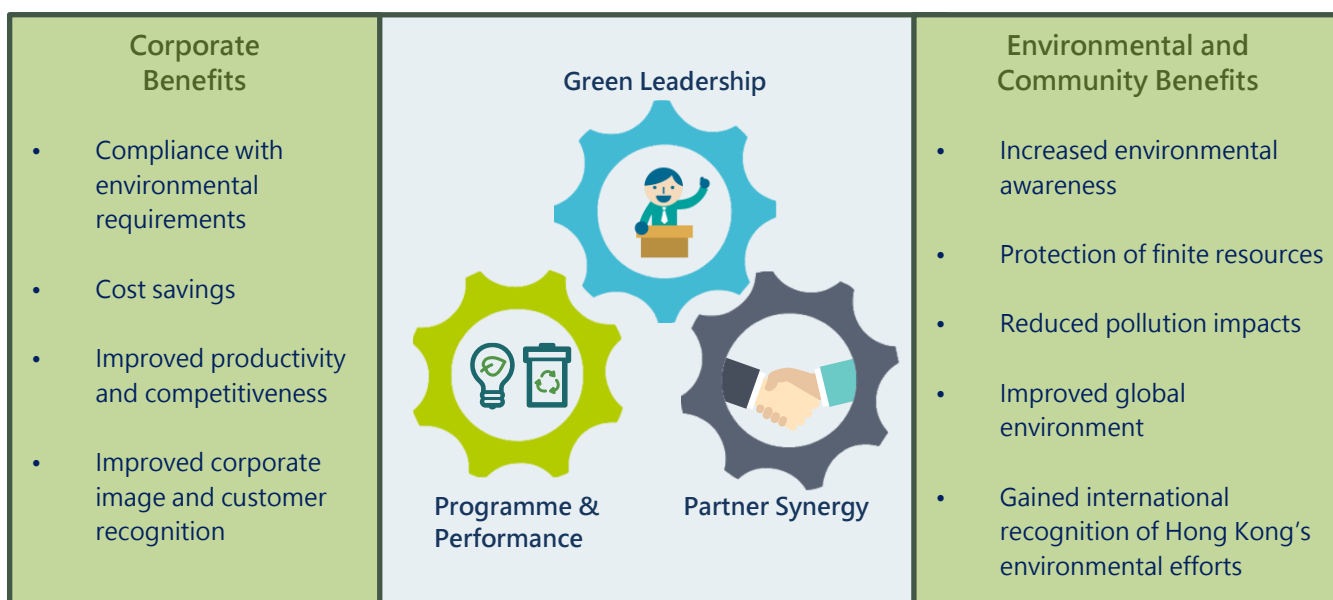 Corporate
Benefits
• Compliance with
environmental
requirements
• Cost savings
• Improved productivity
and competitiveness
• Improved corporate
image and customer
recognition
Green Leadership
Programme &
Performance
Partner Synergy
Environmental and
Community Benefits
• Increased environmental
awareness
• Protection of finite resources
• Reduced pollution impacts
• Improved global
environment
• Gained international
recognition of Hong Kong’s
environmental efforts